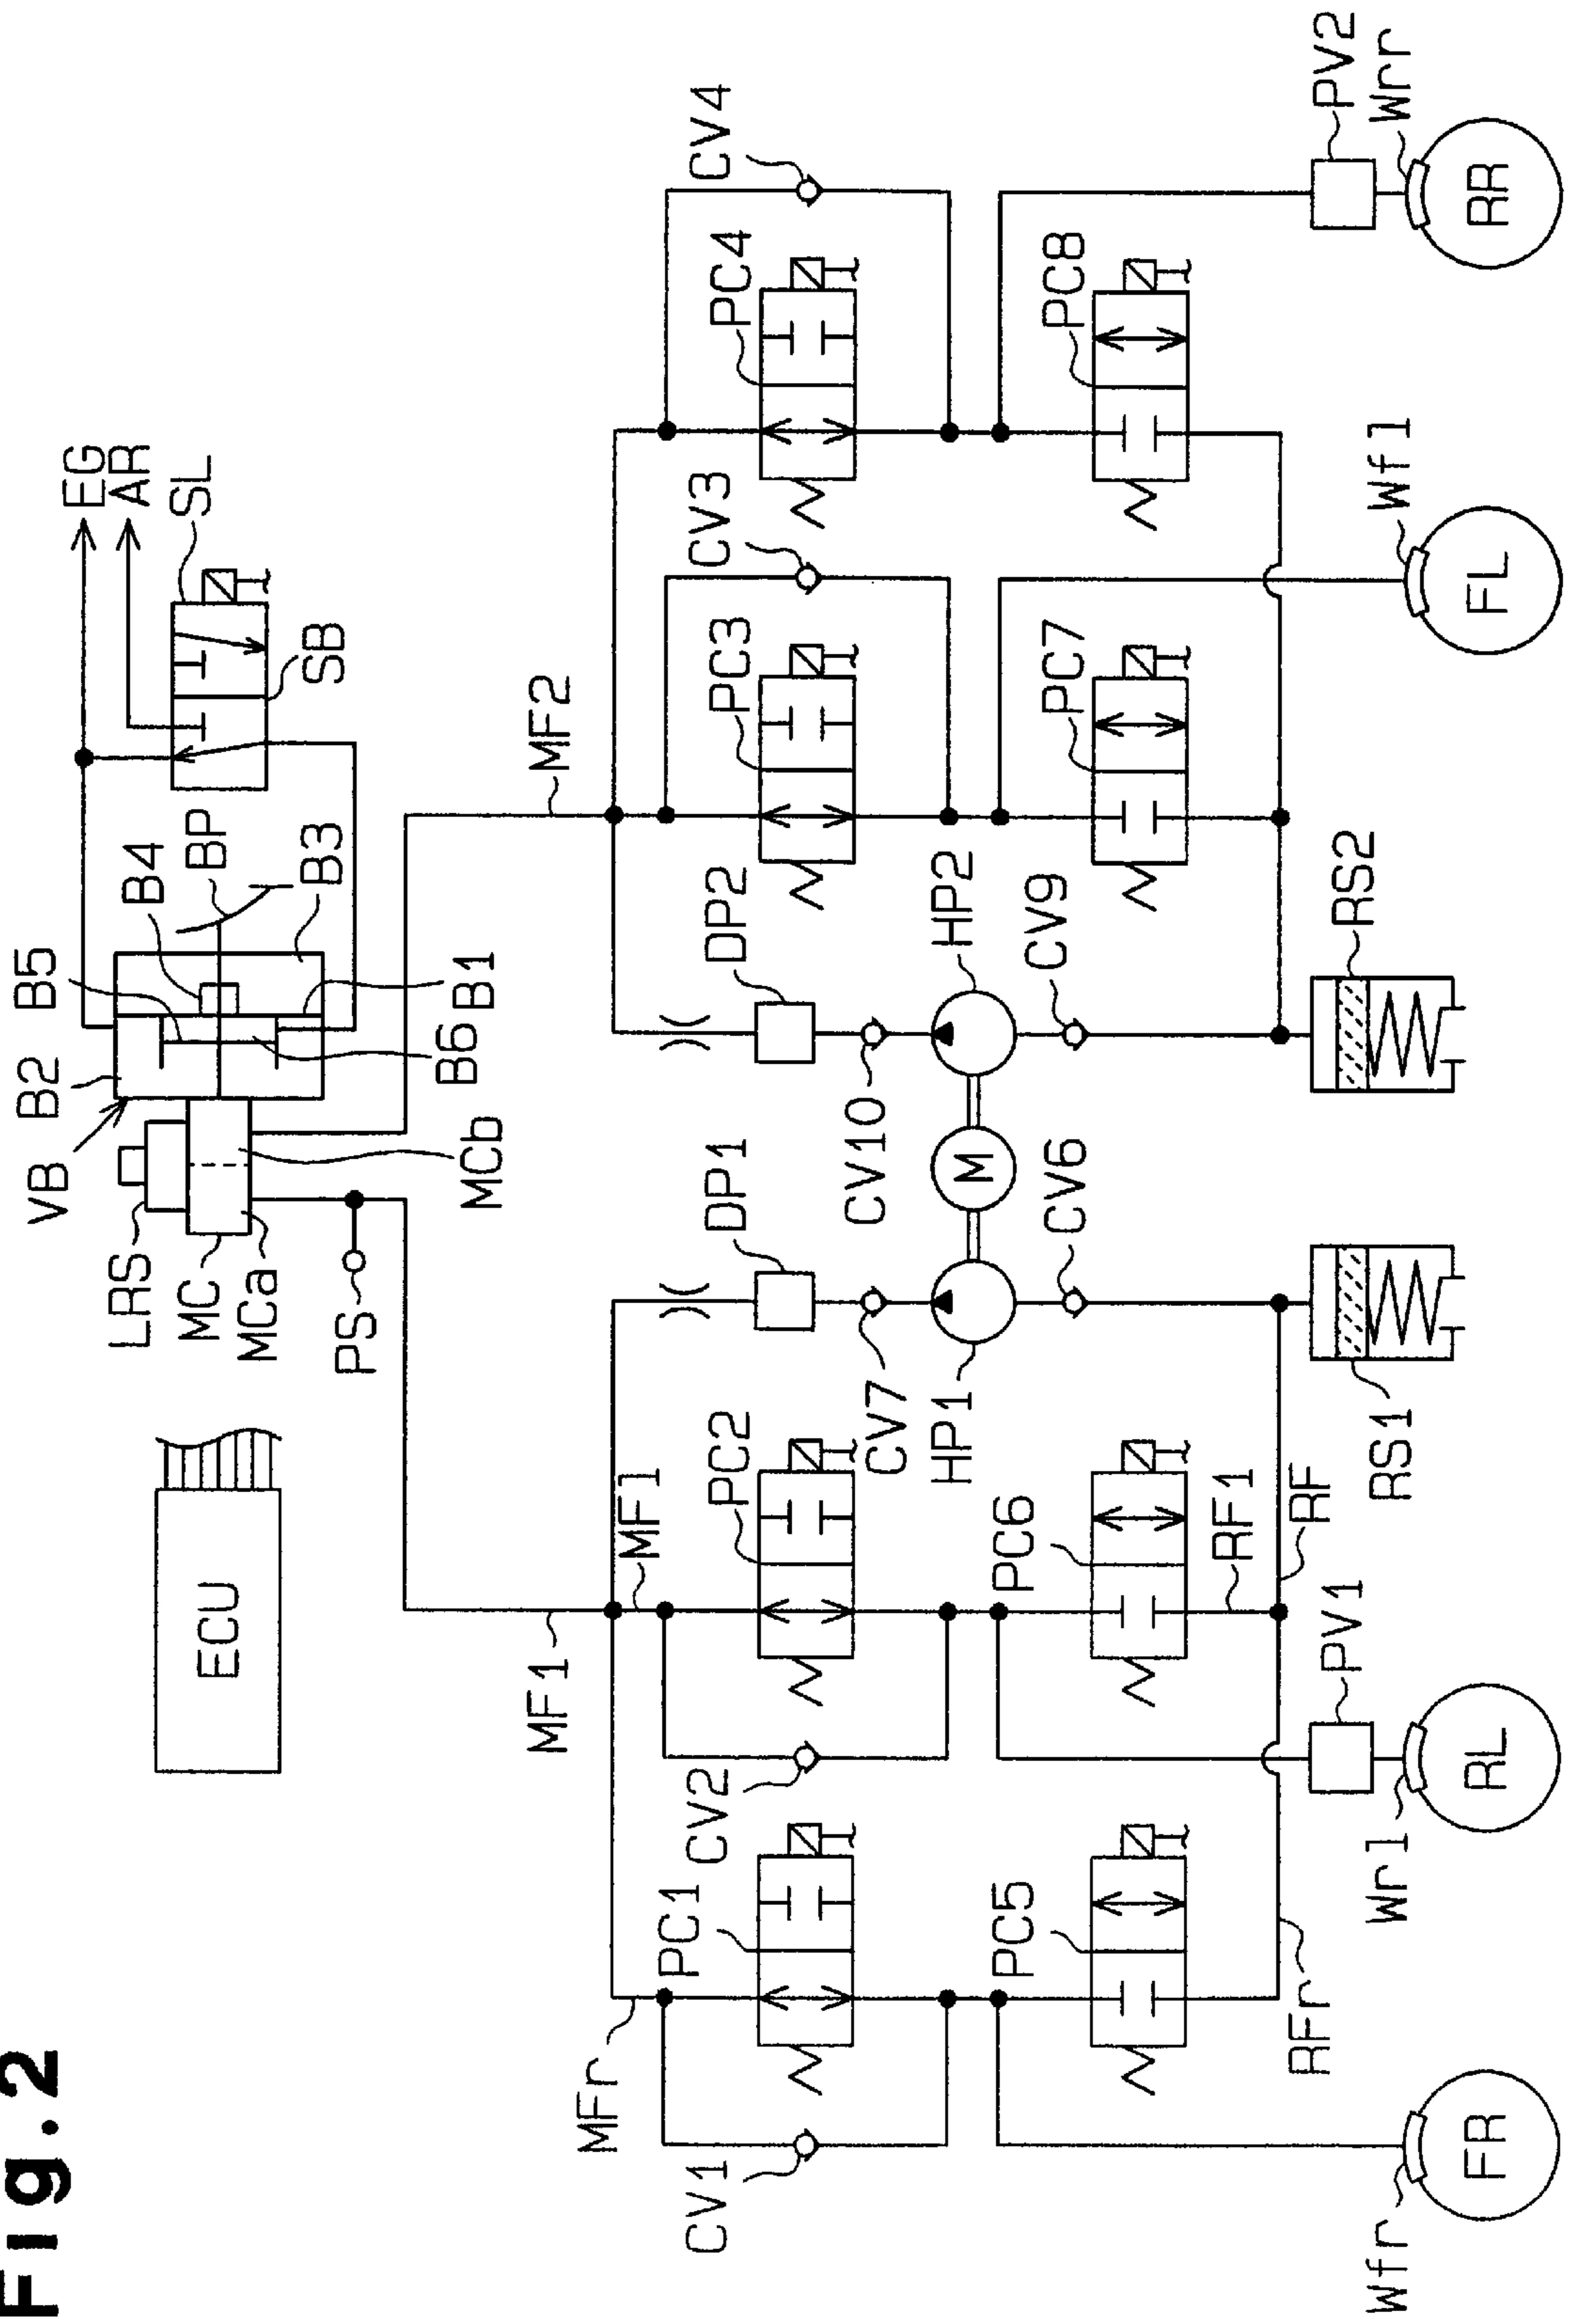 Fig.2
ECU
LRS
MC
MCa
PS
VB
B2
B5
B4
BP
B3
B1
B6
MCb
EG
AR
SL
SB
MF1
MF2
MFr
MFl
PC1
PC2
PC3
PC4
CV1
CV2
CV3
CV4
DP1
DP2
CV7
CV10
HP1
M
HP2
CV6
CV9
PC5
PC6
PC7
PC8
RFr
RF1
RF
RS1
RS2
PV1
PV2
Wfr
Wrl
Wfl
Wrr
FR
RL
FL
RR